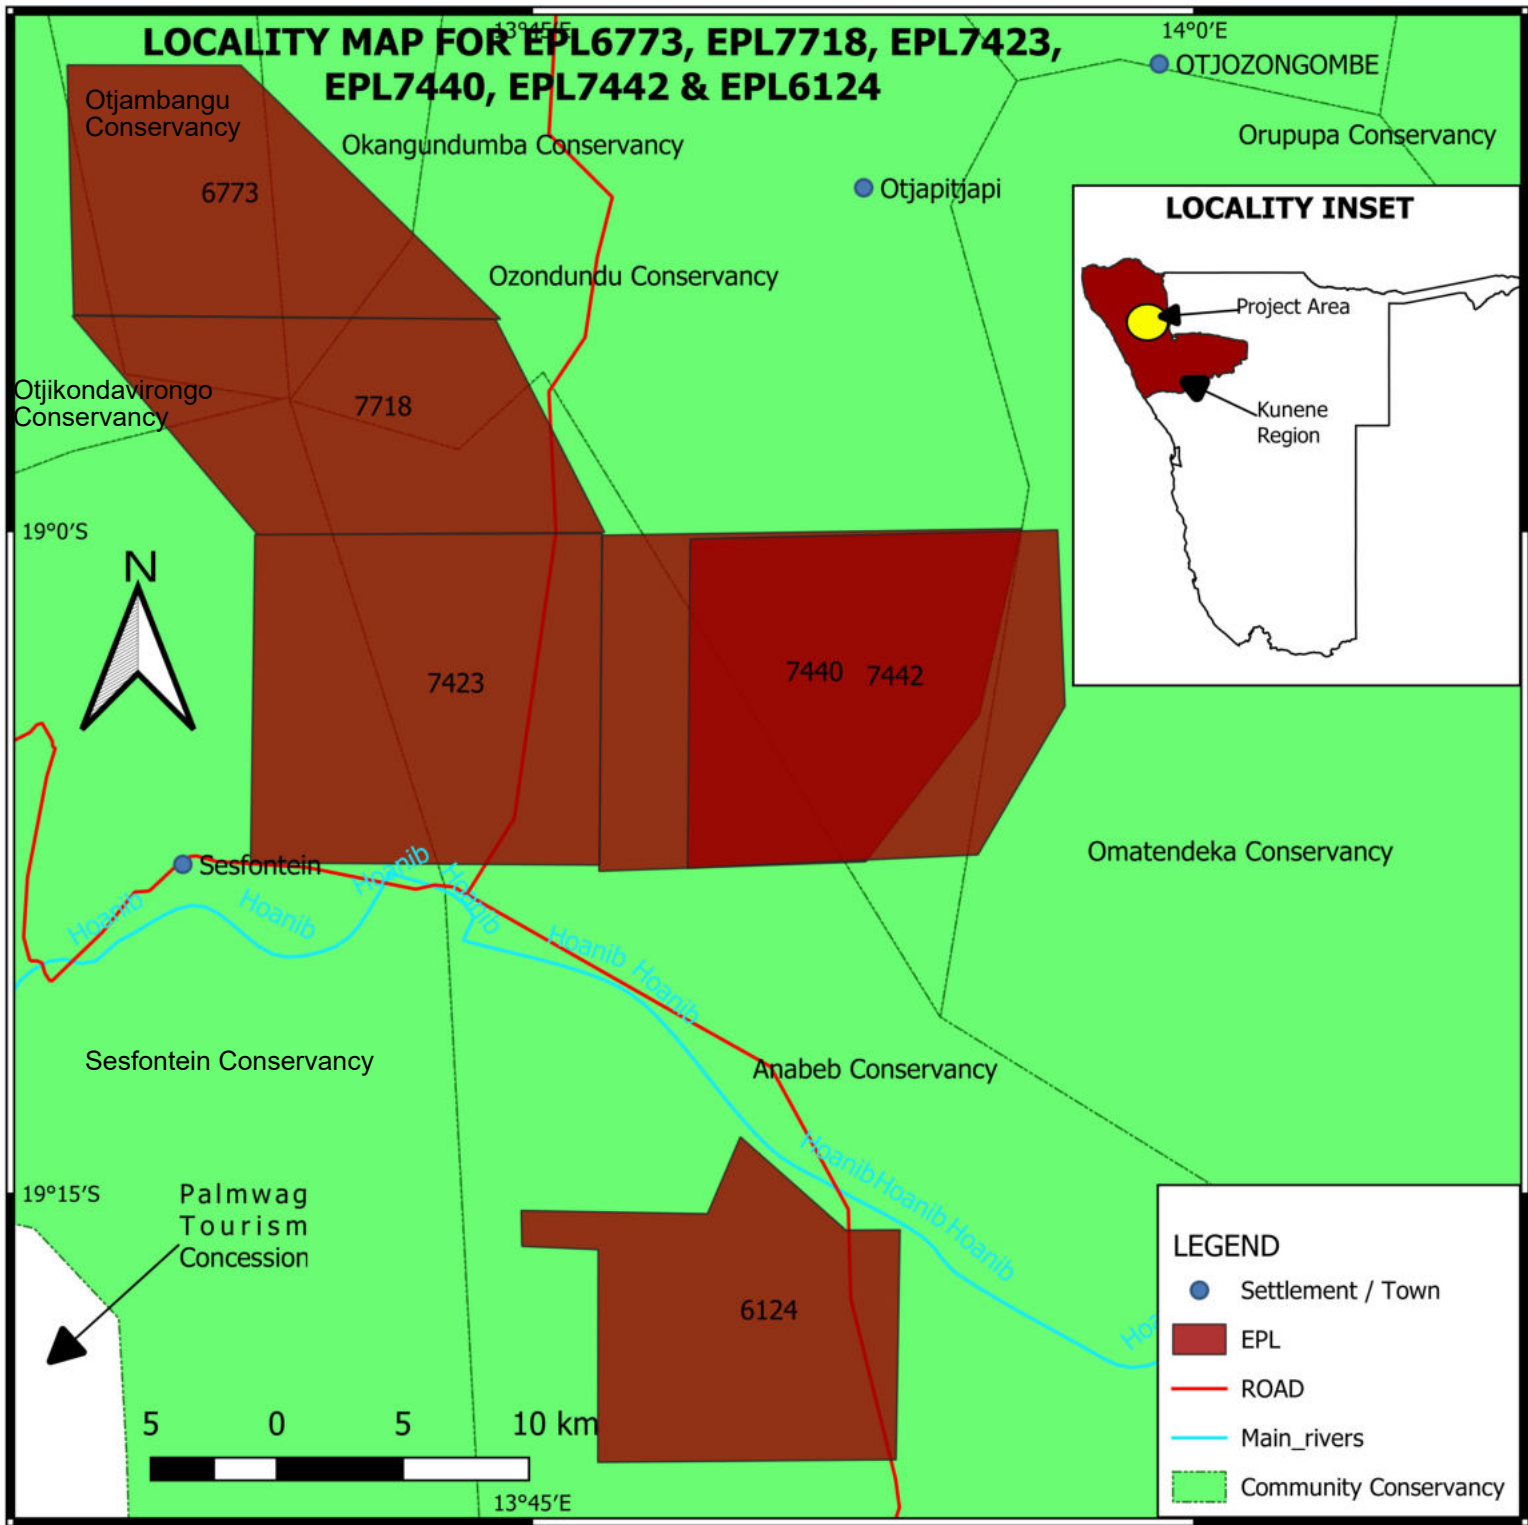 13°45'E
14°0'E
LOCALITY MAP FOR EPL6773, EPL7718, EPL7423,
EPL7440, EPL7442 & EPL6124
OTJOZONGOMBE
Otjambangu
Conservancy
Okangundumba Conservancy
Orupupa Conservancy
6773
Otjapitjapi
LOCALITY INSET
Ozondundu Conservancy
Project Area
Otjikondavirongo
Conservancy
7718
Kunene
Region
19°0'S
N
7423
7440
7442
Omatendeka Conservancy
Sesfontein
Hoanib
Hoanib
Hoanib
Hoanib
Hoanib
Hoanib
Sesfontein Conservancy
Anabeb Conservancy
Hoanib
Hoanib
Hoanib
19°15'S
Palmwag
Tourism
Concession
6124
Hoa
LEGEND
Settlement / Town
EPL
ROAD
Main_rivers
Community Conservancy
5 0 5 10 km
13°45'E